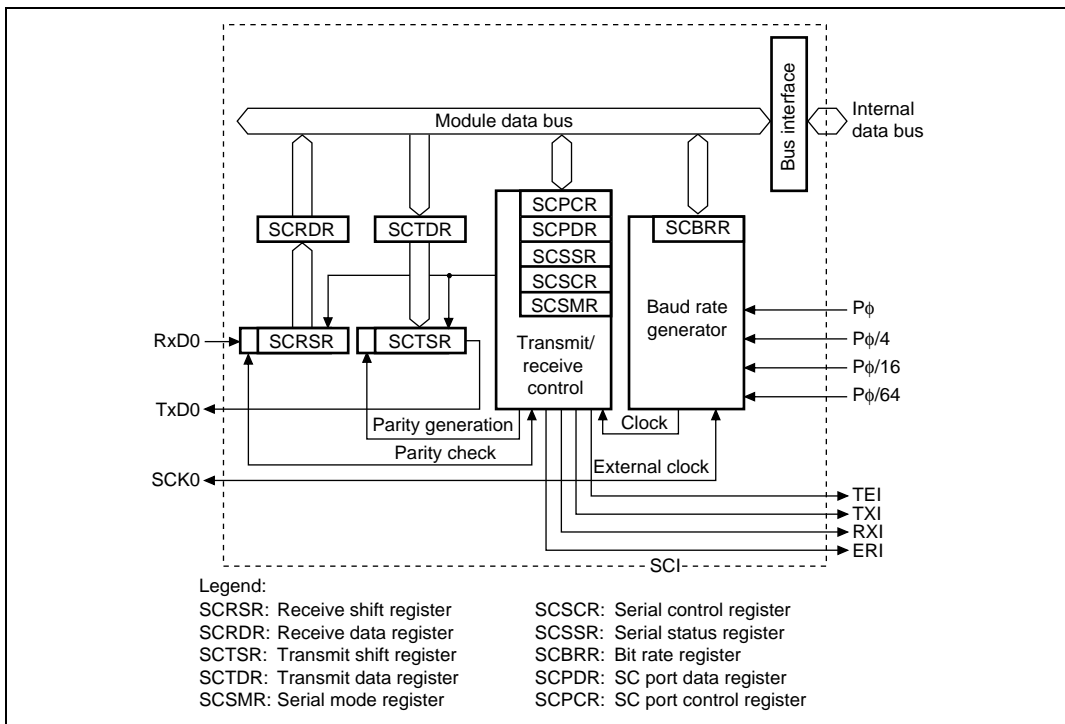 Bus interface
Internal
data bus
Module data bus
SCRDR
SCTDR
SCPCR
SCPDR
SCSSR
SCSCR
SCSMR
SCBRR
Transmit/
receive
control
Baud rate
generator
Pϕ
Pϕ/4
Pϕ/16
Pϕ/64
RxD0
SCRSR
SCTSR
TxD0
Parity generation
Clock
Parity check
SCK0
External clock
TEI
TXI
RXI
ERI
SCI
Legend:
SCRSR: Receive shift register
SCRDR: Receive data register
SCTSR: Transmit shift register
SCTDR: Transmit data register
SCSMR: Serial mode register
SCSCR: Serial control register
SCSSR: Serial status register
SCBRR: Bit rate register
SCPDR: SC port data register
SCPCR: SC port control register